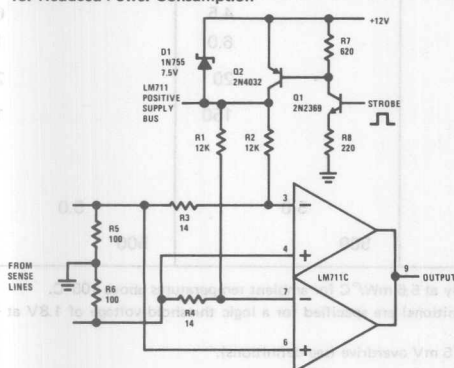 for Reduced Power Consumption
+12V
D1
1N755
7.5V
Q2
2N4032
R7
620
LM711
POSITIVE
SUPPLY
BUS
Q1
2N2369
STROBE
R1
12K
R2
12K
R8
220
R3
14
3
R5
100
4
FROM
SENSE
LINES
LM711C
9
OUTPUT
R6
100
R4
14
6